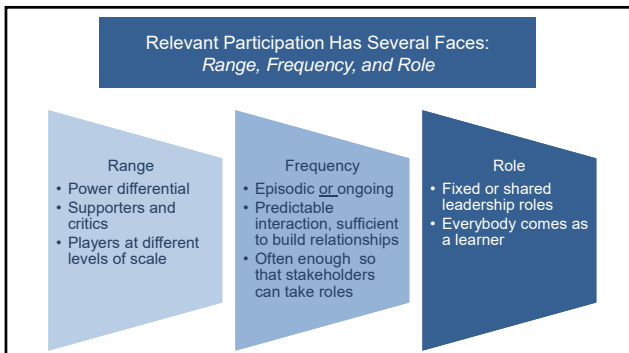 Relevant Participation Has Several Faces:
Range, Frequency, and Role
Range
• Power differential
• Supporters and
critics
• Players at different
levels of scale
Frequency
• Episodic or ongoing
• Predictable
interaction, sufficient
to build relationships
• Often enough so
that stakeholders
can take roles
Role
• Fixed or shared
leadership roles
• Everybody comes as
a learner